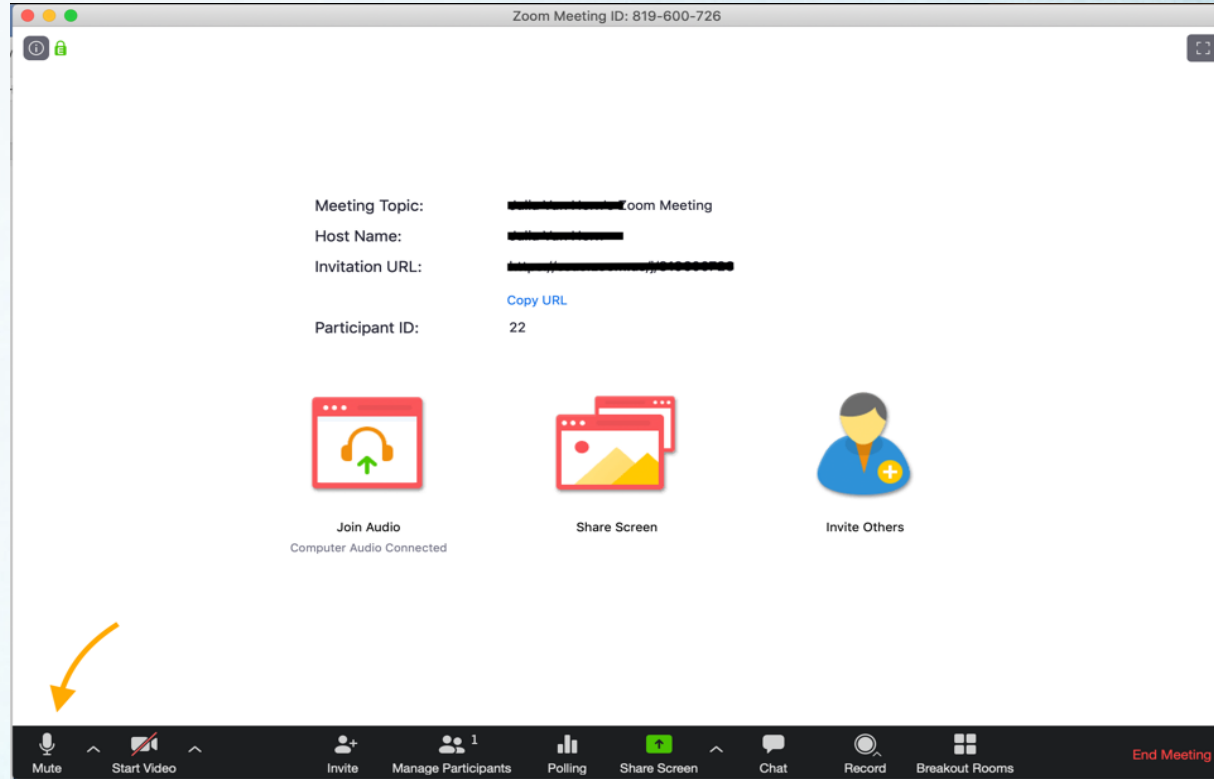 Zoom Meeting ID: 819-600-726
Meeting Topic: Zoom Meeting
Host Name:
Invitation URL:
Copy URL
Participant ID: 22
Join Audio Share Screen Invite Others
Computer Audio Connected
1
Mute Start Video Invite Manage Participants Polling Share Screen Chat Record Breakout Rooms End Meeting